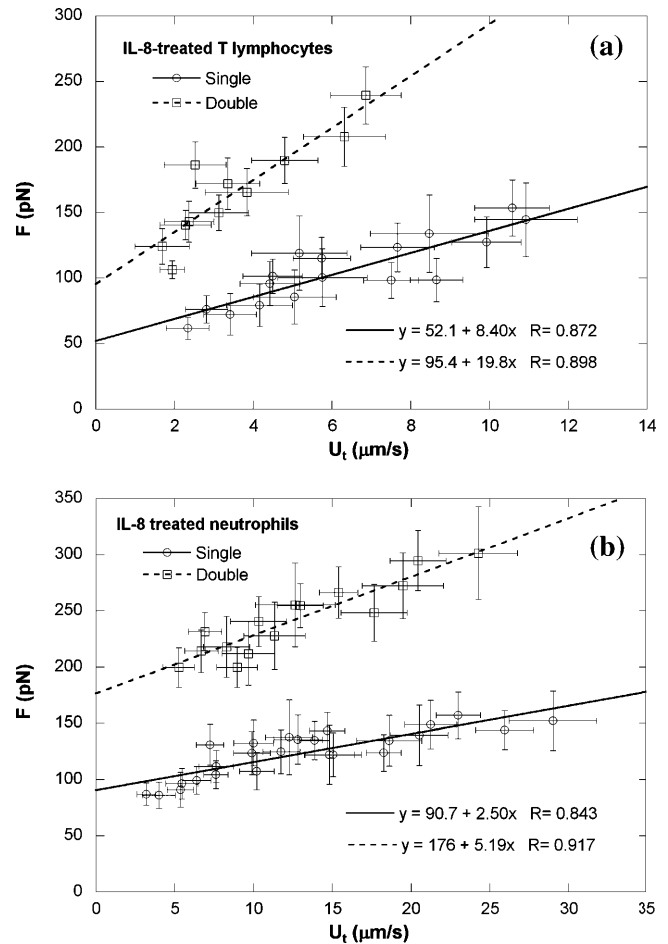 300
250
200
150
100
50
0
F (pN)
IL-8-treated T lymphocytes
Single
Double
(a)
y = 52.1 + 8.40x R= 0.872
y = 95.4 + 19.8x R= 0.898
0 2 4 6 8 10 12 14
Ut (μm/s)
350
300
250
200
150
100
50
0
F (pN)
IL-8 treated neutrophils
Single
Double
(b)
y = 90.7 + 2.50x R= 0.843
y = 176 + 5.19x R= 0.917
0 5 10 15 20 25 30 35
Ut (μm/s)